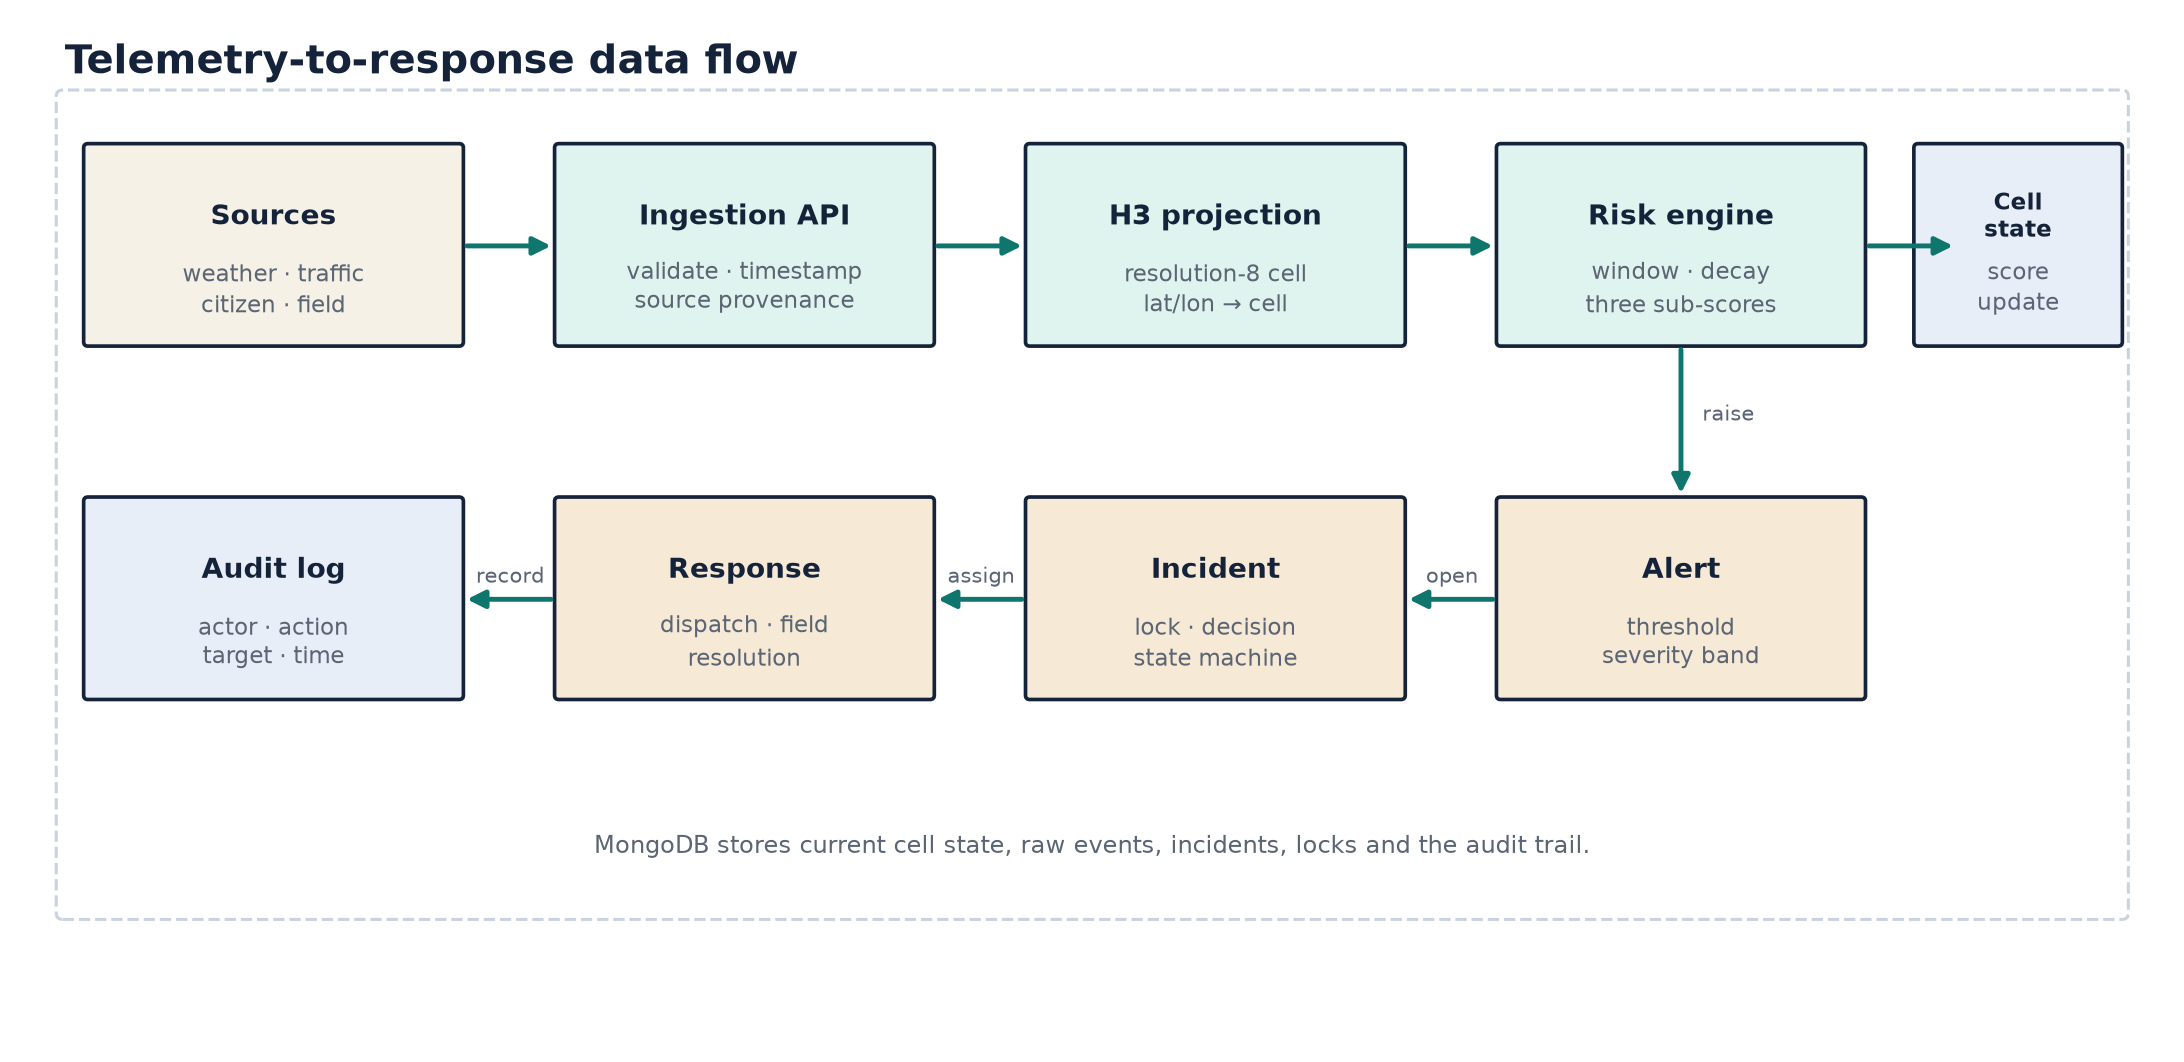 Telemetry-to-response data flow
Sources
weather · traffic
citizen · field
Ingestion API
validate · timestamp
source provenance
H3 projection
resolution-8 cell
lat/lon → cell
Risk engine
window · decay
three sub-scores
Cell
state
score
update
raise
Audit log
actor · action
target · time
record
Response
dispatch · field
resolution
assign
Incident
lock · decision
state machine
open
Alert
threshold
severity band
MongoDB stores current cell state, raw events, incidents, locks and the audit trail.